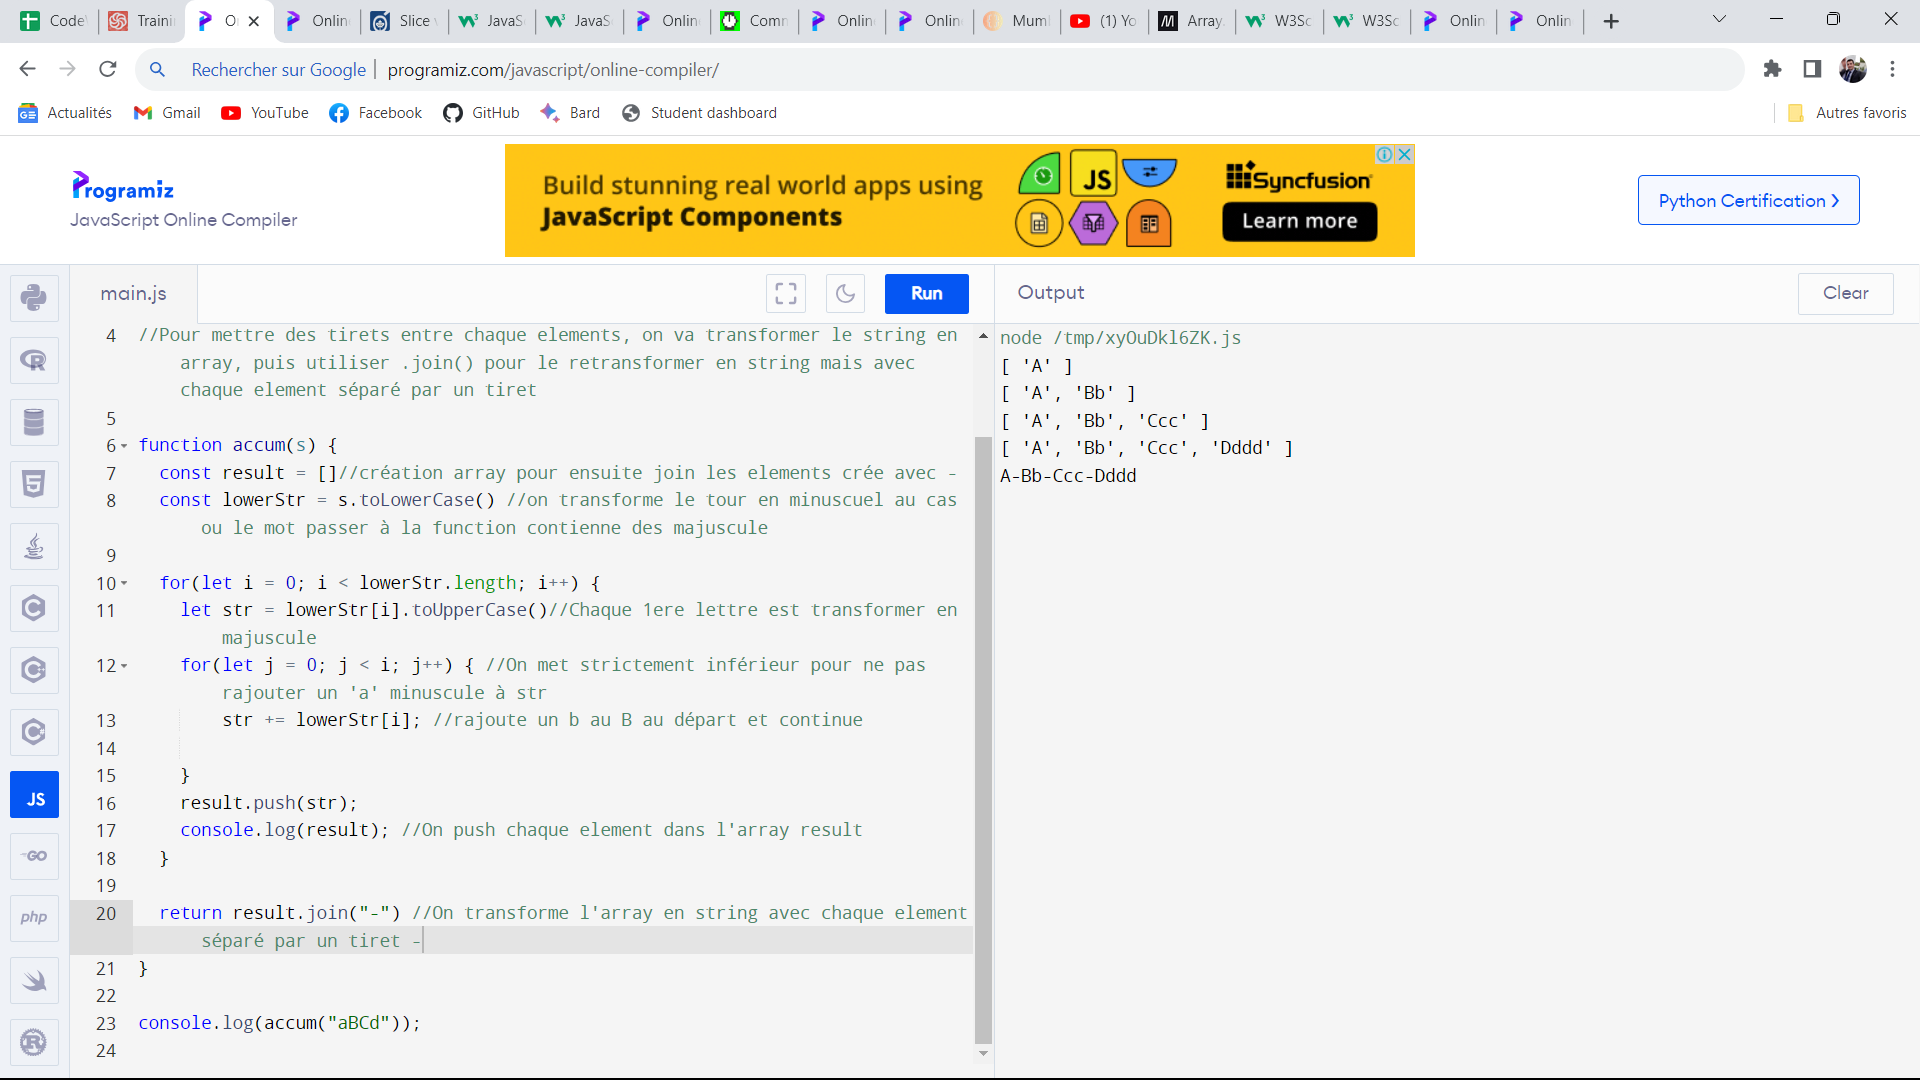 Code
Traini
O
Onlin
Slice
JavaS
JavaS
Onlin
Comm
Onlin
Onlin
Muml
(1) Yo
Array.
W3Sc
W3Sc
Onlin
Onlin
Rechercher sur Google | programiz.com/javascript/online-compiler/
Actualités
Gmail
YouTube
Facebook
GitHub
Bard
Student dashboard
Autres favoris
Programiz
JavaScript Online Compiler
Build stunning real world apps using
JavaScript Components
JS
Syncfusion
Learn more
Python Certification ❯
main.js
Run
Output
Clear
4 //Pour mettre des tirets entre chaque elements, on va transformer le string en
array, puis utiliser .join() pour le retransformer en string mais avec
chaque element séparé par un tiret
5
6 function accum(s) {
7 const result = []//création array pour ensuite join les elements crée avec -
8 const lowerStr = s.toLowerCase() //on transforme le tour en minuscuel au cas
ou le mot passer à la function contienne des majuscule
9
10 for(let i = 0; i < lowerStr.length; i++) {
11 let str = lowerStr[i].toUpperCase()//Chaque 1ere lettre est transformer en
majuscule
12 for(let j = 0; j < i; j++) { //On met strictement inférieur pour ne pas
rajouter un 'a' minuscule à str
13 str += lowerStr[i]; //rajoute un b au B au départ et continue
14
15 }
16 result.push(str);
17 console.log(result); //On push chaque element dans l'array result
18 }
19
20 return result.join("-") //On transforme l'array en string avec chaque element
séparé par un tiret -
21 }
22
23 console.log(accum("aBCd"));
24
node /tmp/xyOuDkl6ZK.js
[ 'A' ]
[ 'A', 'Bb' ]
[ 'A', 'Bb', 'Ccc' ]
[ 'A', 'Bb', 'Ccc', 'Dddd' ]
A-Bb-Ccc-Dddd
JS
GO
php